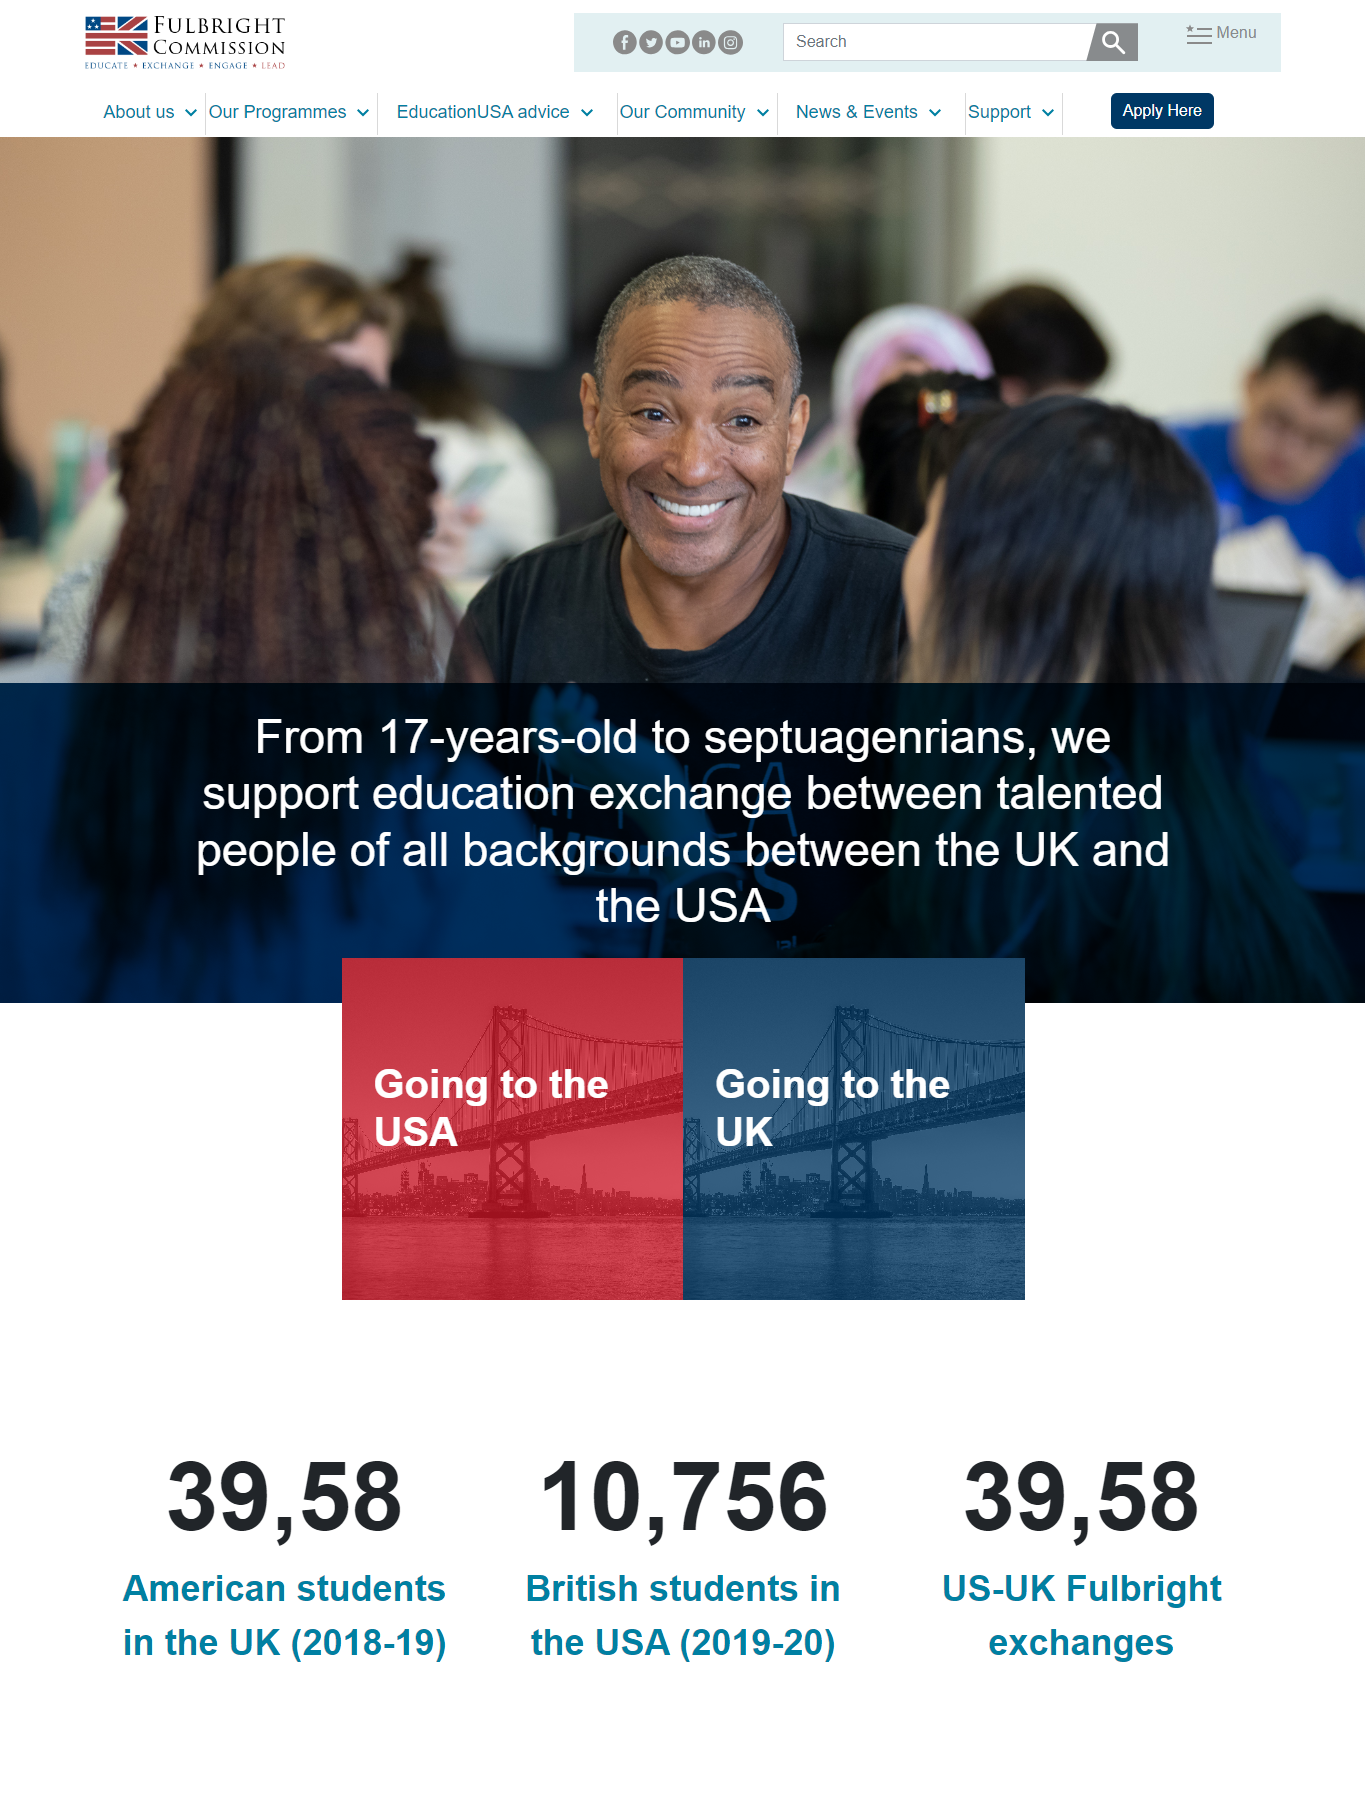 FULBRIGHT
COMMISSION
EDUCATE ★ EXCHANGE ★ ENGAGE ★ LEAD
Search
Menu
About us
Our Programmes
EducationUSA advice
Our Community
News & Events
Support
Apply Here
From 17-years-old to septuagenrians, we
support education exchange between talented
people of all backgrounds between the UK and
the USA
Going to the
USA
Going to the
UK
39,58
American students
in the UK (2018-19)
10,756
British students in
the USA (2019-20)
39,58
US-UK Fulbright
exchanges